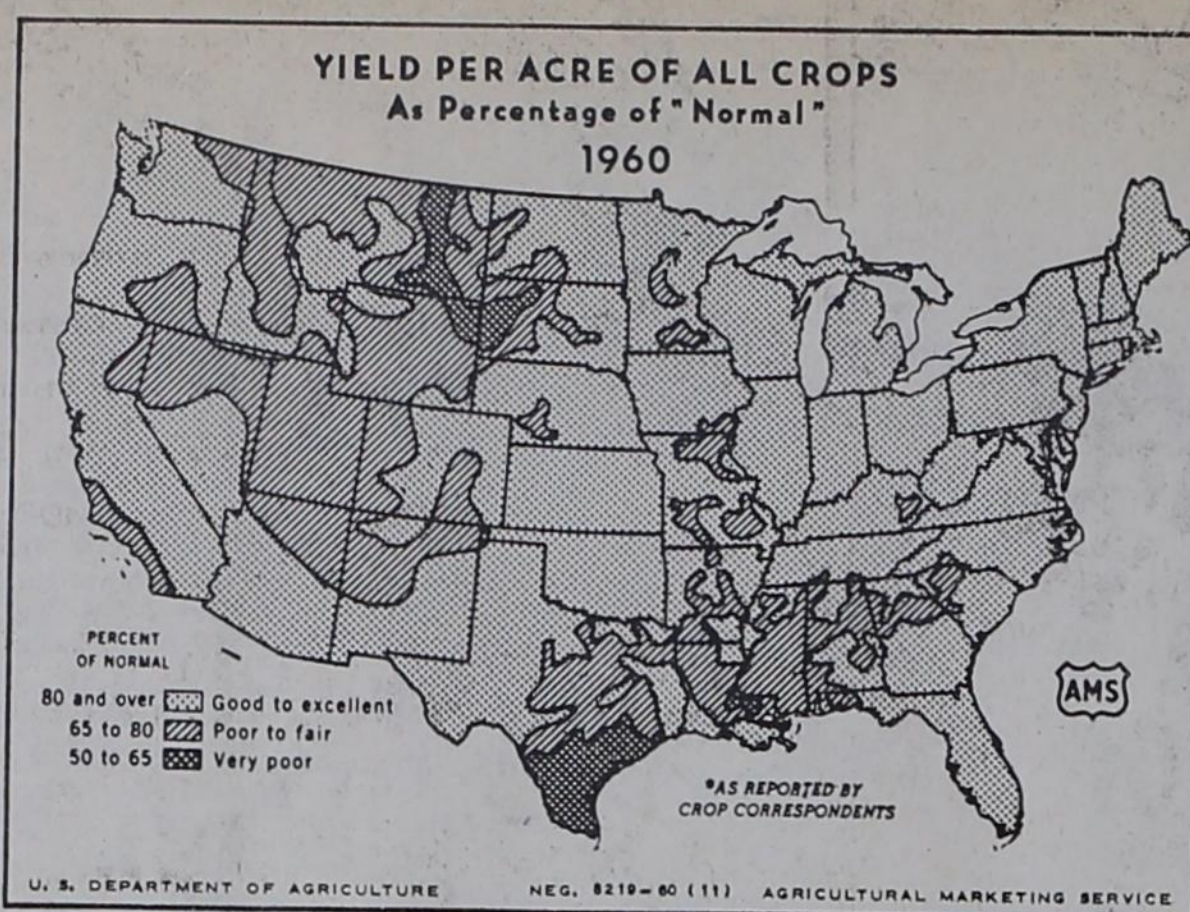 YIELD PER ACRE OF ALL CROPS
As Percentage of "Normal"
1960
PERCENT
OF NORMAL
80 and over Good to excellent
65 to 80 Poor to fair
50 to 65 Very poor
AMS
*AS REPORTED BY
CROP CORRESPONDENTS
U. S. DEPARTMENT OF AGRICULTURE NEG. 8219-60 (11) AGRICULTURAL MARKETING SERVICE